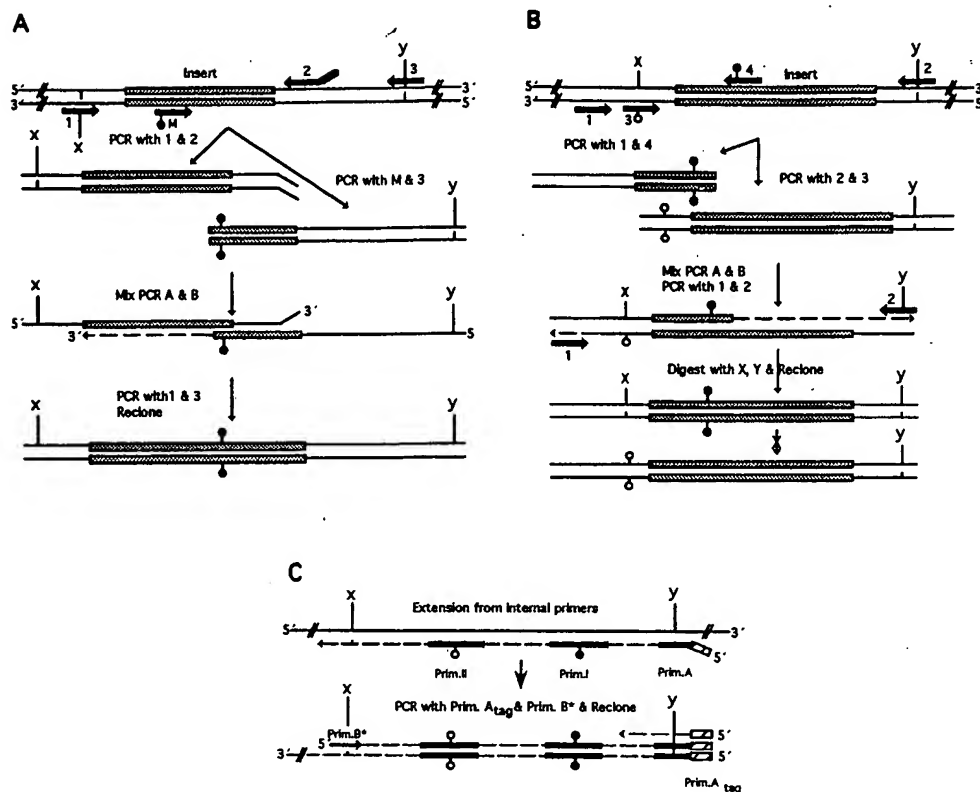 A
y
2
3
5´
Insert
3´
3´
5´
1
M
x
x
PCR with 1 & 2
PCR with M & 3
y
x
Mix PCR A & B
y
5´
3´
3´
5
PCR with1 & 3
Reclone
x
y
B
y
x
4
Insert
2
5´
3´
3´
5´
1
3
PCR with 1 & 4
PCR with 2 & 3
y
Mix PCR A & B
PCR with 1 & 2
x
y
2
1
Digest with X, Y & Reclone
x
y
y
C
x
y
Extension from internal primers
5´
3´
5´
Prim.II
Prim.I
Prim.A
PCR with Prim. Atag & Prim. B* & Reclone
x
y
5´
Prim.B*
5´
5´
3´
5´
Prim.A tag